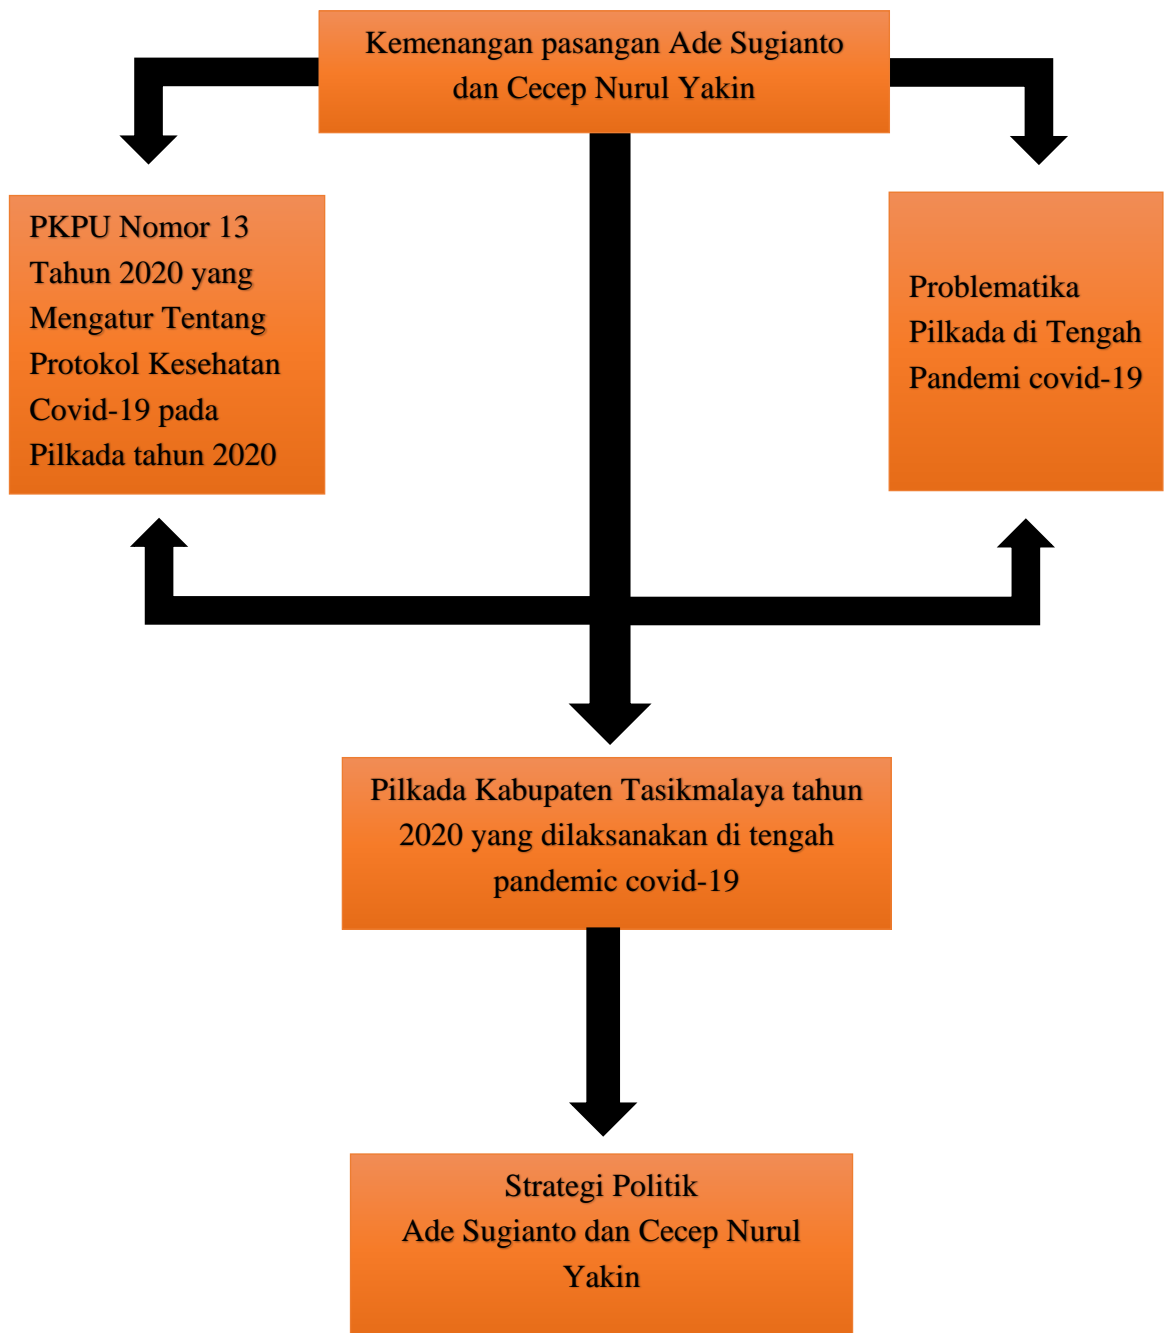 Kemenangan pasangan Ade Sugianto
dan Cecep Nurul Yakin
PKPU Nomor 13
Tahun 2020 yang
Mengatur Tentang
Protokol Kesehatan
Covid-19 pada
Pilkada tahun 2020
Problematika
Pilkada di Tengah
Pandemi covid-19
Pilkada Kabupaten Tasikmalaya tahun
2020 yang dilaksanakan di tengah
pandemic covid-19
Strategi Politik
Ade Sugianto dan Cecep Nurul
Yakin